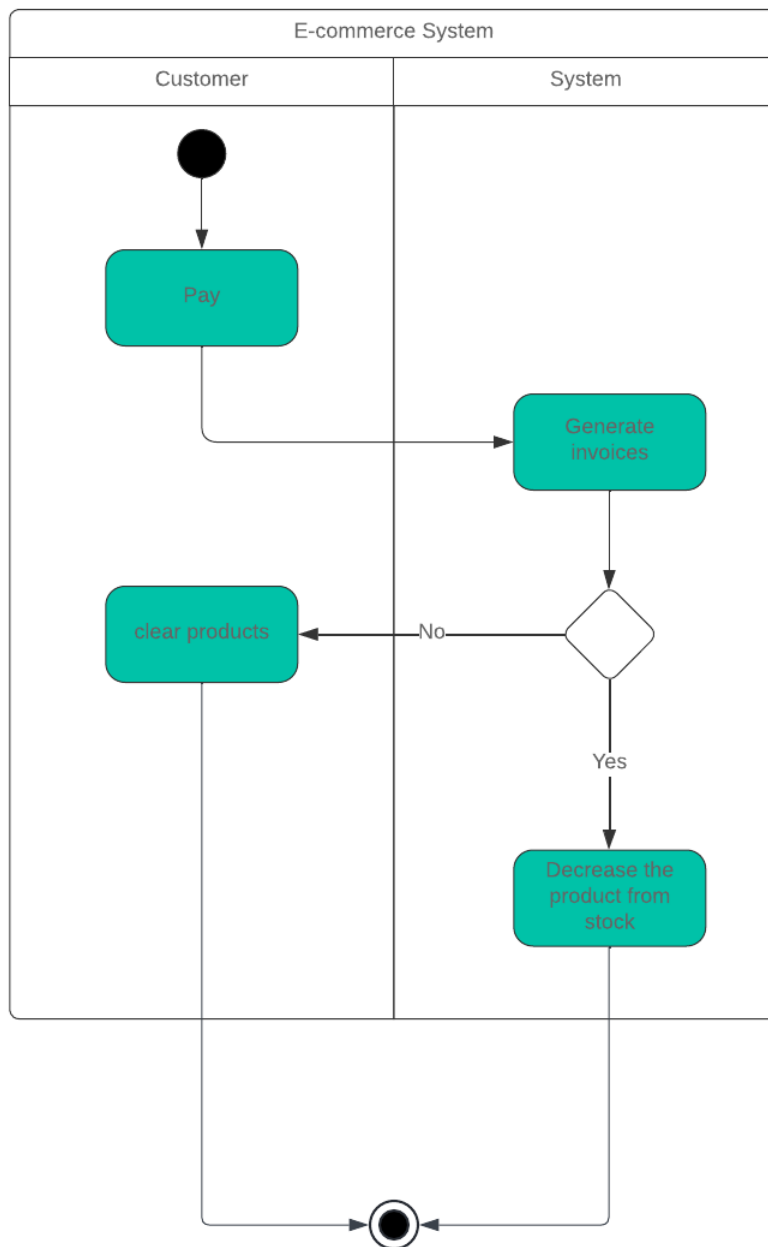 E-commerce System
Customer
System
Pay
Generate
invoices
clear products
No
Yes
Decrease the
product from
stock